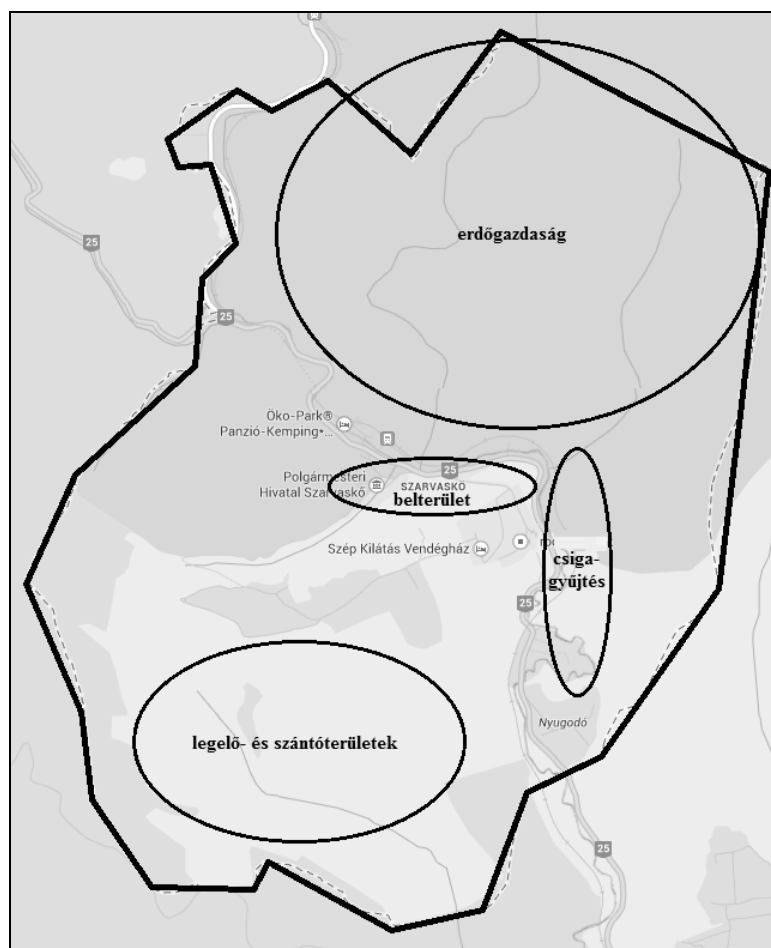 erdőgazdaság
25
25
Öko-Park®
Panzió-Kemping•...
25
Polgármesteri
Hivatal Szarvaskő
SZARVASKŐ
belterület
Szép Kilátás Vendégház
csiga-
gyűjtés
25
Nyugodó
legelő- és szántóterületek
25